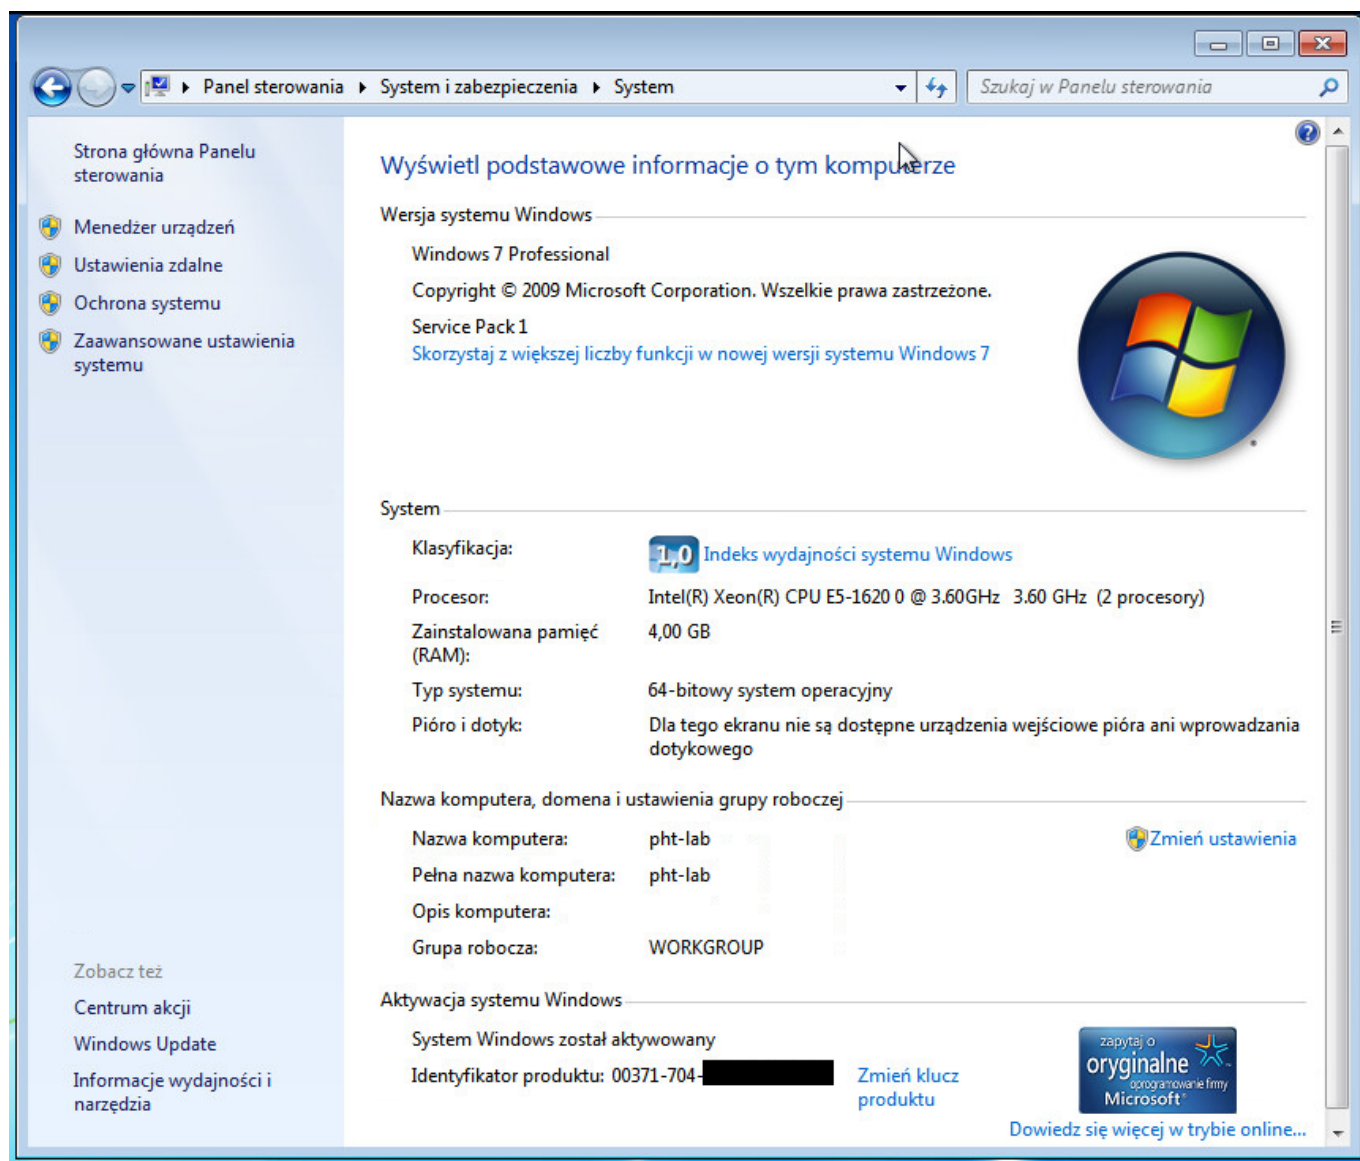 Panel sterowania
System i zabezpieczenia
System
Szukaj w Panelu sterowania
Strona główna Panelu
sterowania
Menedżer urządzeń
Ustawienia zdalne
Ochrona systemu
Zaawansowane ustawienia
systemu
Wyświetl podstawowe informacje o tym komputerze
Wersja systemu Windows
Windows 7 Professional
Copyright © 2009 Microsoft Corporation. Wszelkie prawa zastrzeżone.
Service Pack 1
Skorzystaj z większej liczby funkcji w nowej wersji systemu Windows 7
System
Klasyfikacja:
1,0 Indeks wydajności systemu Windows
Procesor:
Intel(R) Xeon(R) CPU E5-1620 0 @ 3.60GHz 3.60 GHz (2 procesory)
Zainstalowana pamięć
(RAM):
4,00 GB
Typ systemu:
64-bitowy system operacyjny
Pióro i dotyk:
Dla tego ekranu nie są dostępne urządzenia wejściowe pióra ani wprowadzania
dotykowego
Nazwa komputera, domena i ustawienia grupy roboczej
Nazwa komputera:
pht-lab
Zmień ustawienia
Pełna nazwa komputera:
pht-lab
Opis komputera:
Grupa robocza:
WORKGROUP
Aktywacja systemu Windows
System Windows został aktywowany
Identyfikator produktu: 00371-704-
Zmień klucz
produktu
zapytaj o
oryginalne
oprogramowanie firmy
Microsoft
Dowiedz się więcej w trybie online...
Zobacz też
Centrum akcji
Windows Update
Informacje wydajności i
narzędzia